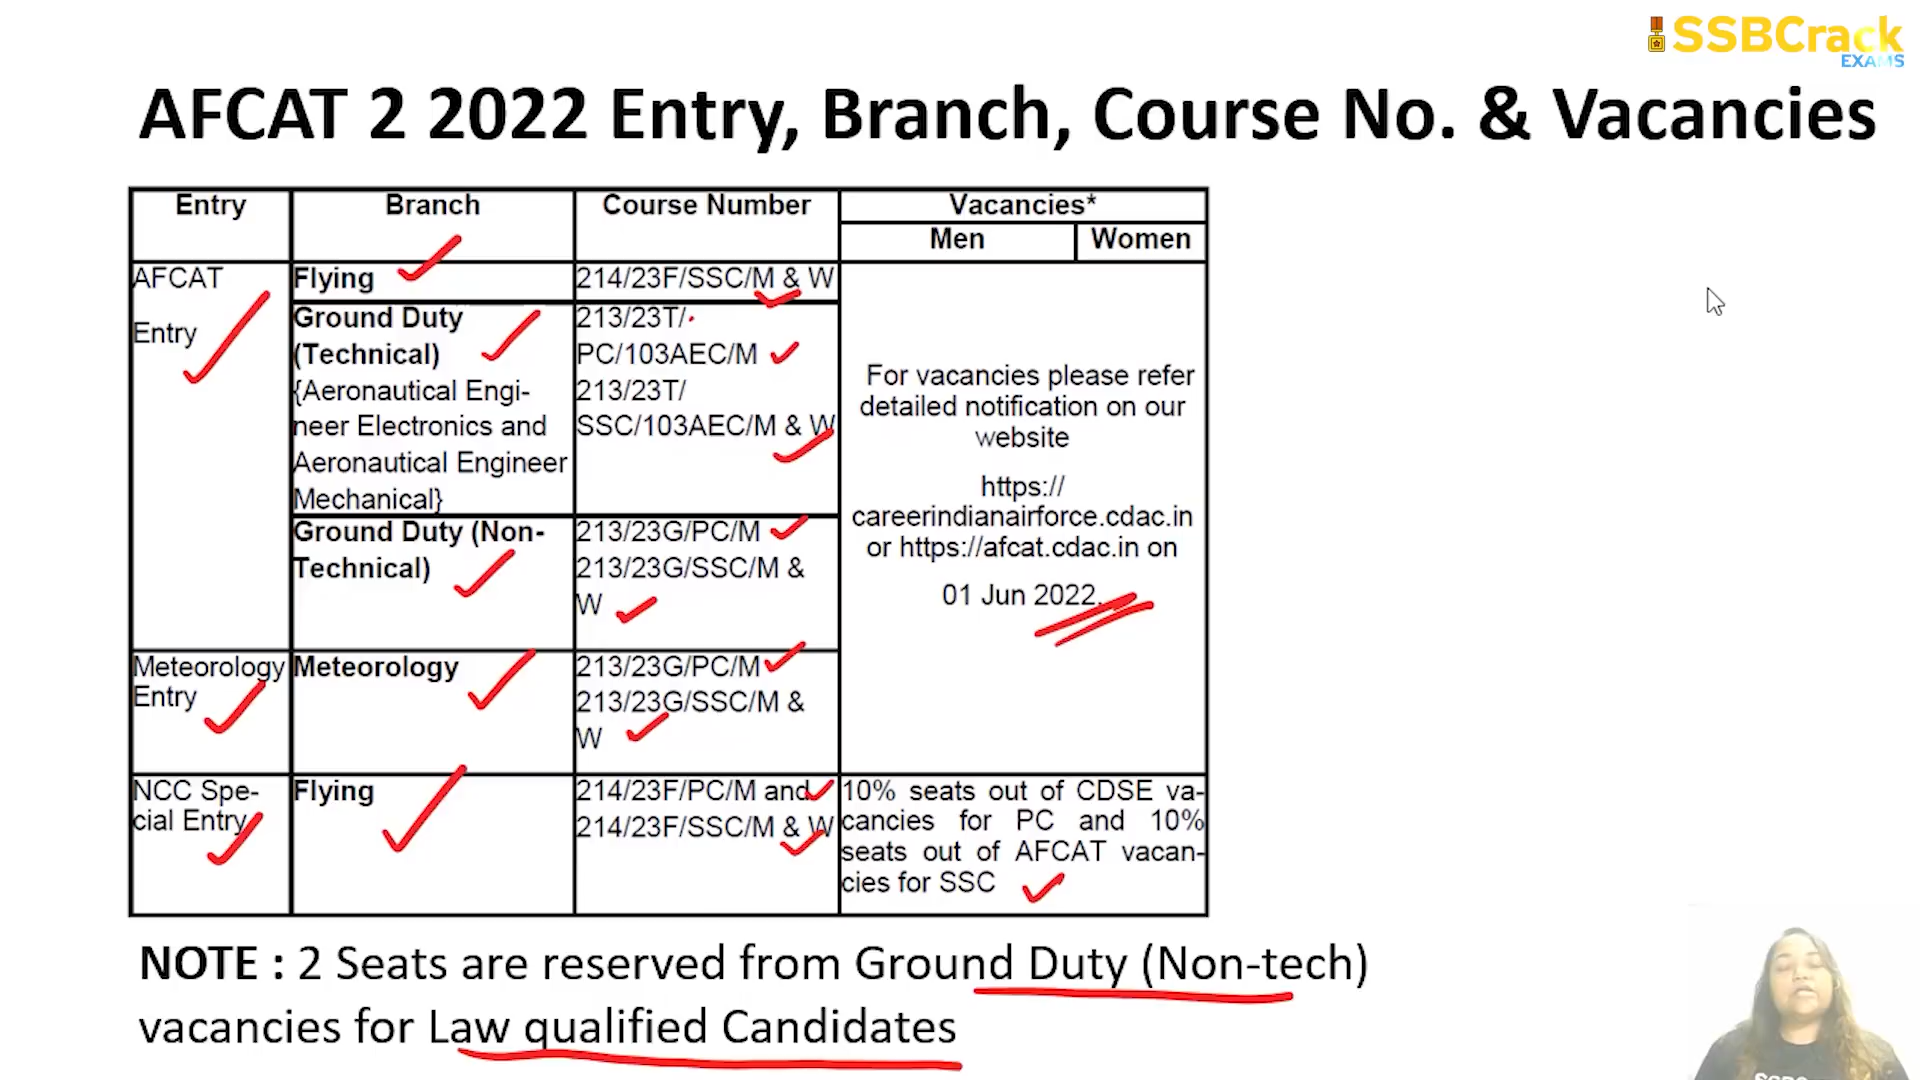 SSBCrack
EXAMS
AFCAT 2 2022 Entry, Branch, Course No. & Vacancies
Entry
Branch
Course Number
Vacancies*
Men
Women
AFCAT
Entry
Flying
214/23F/SSC/M & W
Ground Duty
(Technical)
{Aeronautical Engi-
neer Electronics and
Aeronautical Engineer
Mechanical}
213/23T/
PC/103AEC/M
213/23T/
SSC/103AEC/M & W
Ground Duty (Non-
Technical)
213/23G/PC/M
213/23G/SSC/M &
W
For vacancies please refer
detailed notification on our
website
https://
careerindianairforce.cdac.in
or https://afcat.cdac.in on
01 Jun 2022.
Meteorology
Entry
Meteorology
213/23G/PC/M
213/23G/SSC/M &
W
NCC Spe-
cial Entry
Flying
214/23F/PC/M and
214/23F/SSC/M & W
10% seats out of CDSE va-
cancies for PC and 10%
seats out of AFCAT vacan-
cies for SSC
NOTE : 2 Seats are reserved from Ground Duty (Non-tech)
vacancies for Law qualified Candidates